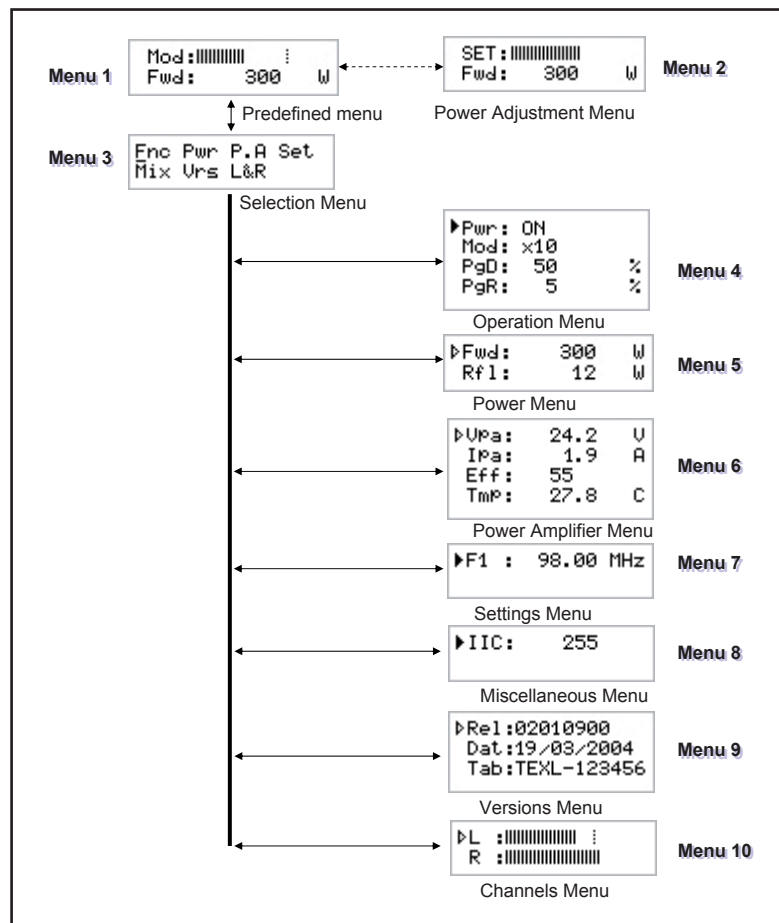 Menu 1
Mod:
Fwd: 300 W
SET:
Fwd: 300 W
Menu 2
Predefined menu
Power Adjustment Menu
Menu 3
Fnc Pwr P.A Set
Mix Vrs L&R
Selection Menu
Pwr: ON
Mod: x10
PgD: 50 %
PgR: 5 %
Menu 4
Operation Menu
Fwd: 300 W
Rfl: 12 W
Menu 5
Power Menu
Vpa: 24.2 V
Ipa: 1.9 A
Eff: 55
Tmp: 27.8 C
Menu 6
Power Amplifier Menu
F1 : 98.00 MHz
Menu 7
Settings Menu
IIC: 255
Menu 8
Miscellaneous Menu
Rel:02010900
Dat:19/03/2004
Tab:TEXL-123456
Menu 9
Versions Menu
L :
R :
Menu 10
Channels Menu